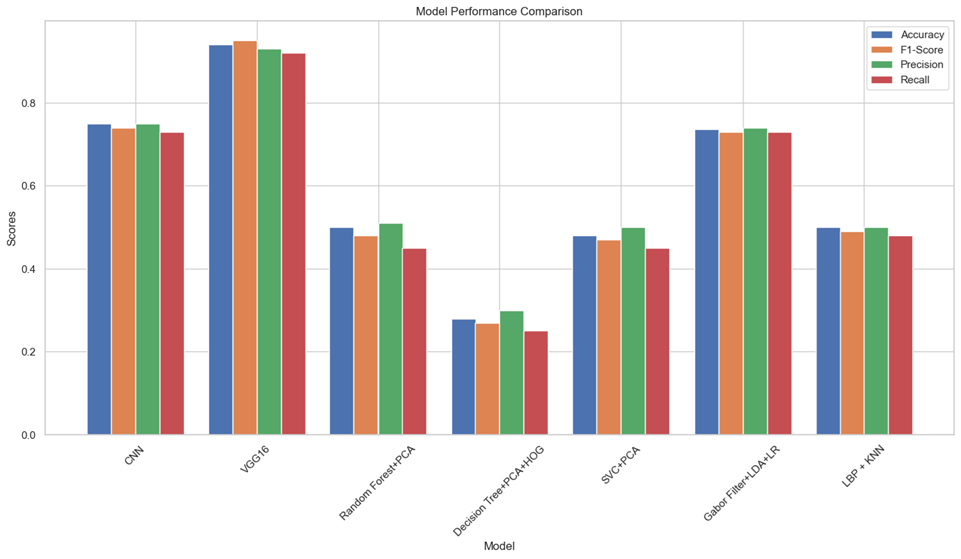 Model Performance Comparison
Accuracy
F1-Score
Precision
Recall
Scores
0.8
0.6
0.4
0.2
0.0
CNN
VGG16
Random Forest+PCA
Decision Tree+PCA+HOG
SVC+PCA
Gabor Filter+LDA+LR
LBP + KNN
Model